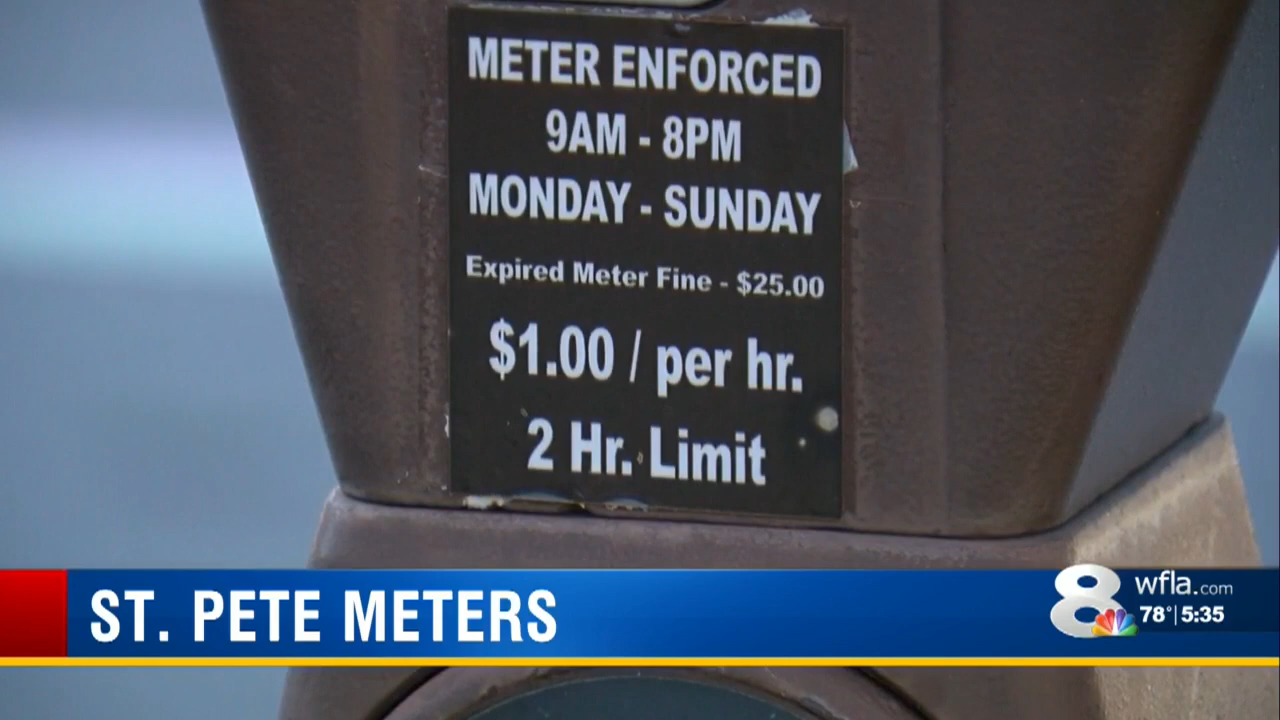 METER ENFORCED
9AM - 8PM
MONDAY - SUNDAY
Expired Meter Fine - $25.00
$1.00 / per hr.
2 Hr. Limit
ST. PETE METERS
8 wfla.com
78° | 5:35